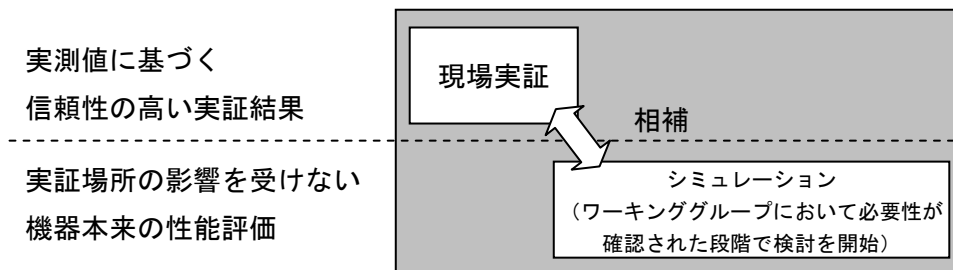 実測値に基づく
信頼性の高い実証結果
現場実証
相補
実証場所の影響を受けない
機器本来の性能評価
シミュレーション
（ワーキンググループにおいて必要性が
確認された段階で検討を開始）